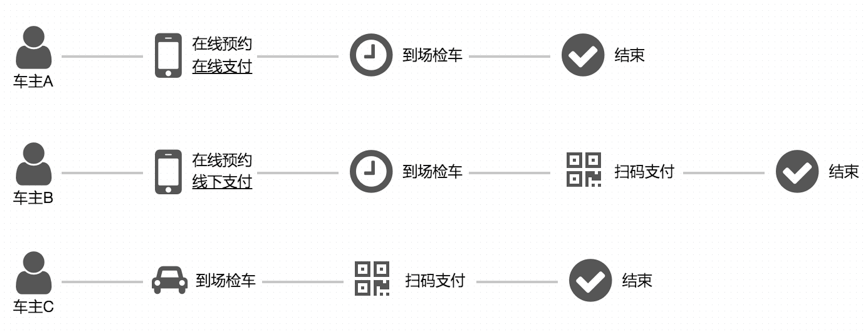 车主A
在线预约
在线支付
到场检车
结束
车主B
在线预约
线下支付
到场检车
扫码支付
结束
车主C
到场检车
扫码支付
结束